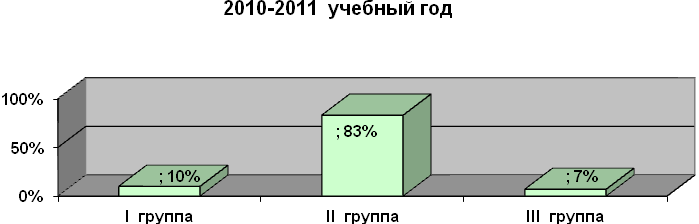 2010-2011 учебный год
100%
50%
0%
; 10%
; 83%
; 7%
I группа
II группа
III группа